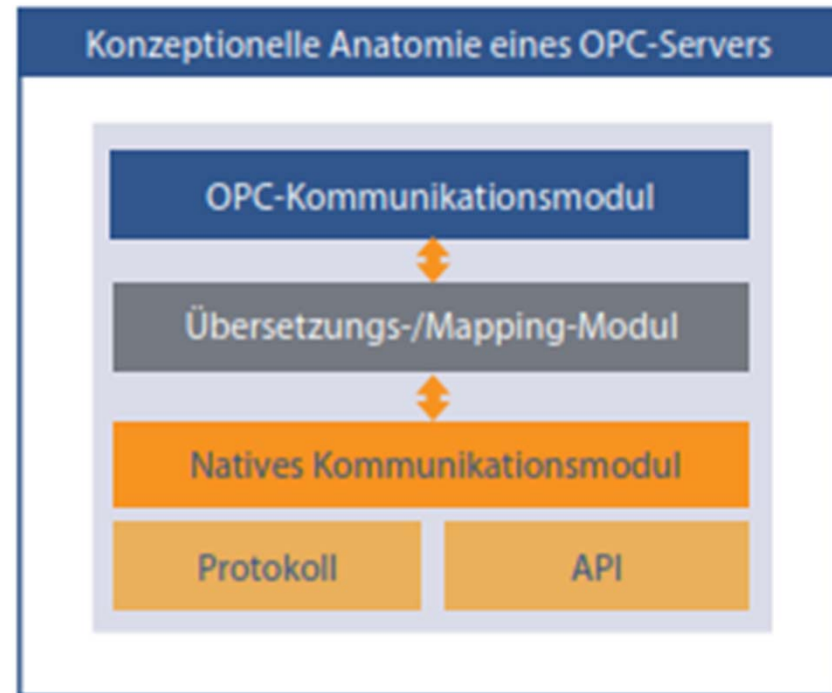 Konzeptionelle Anatomie eines OPC-Servers
OPC-Kommunikationsmodul
Übersetzungs-/Mapping-Modul
Natives Kommunikationsmodul
Protokoll
API